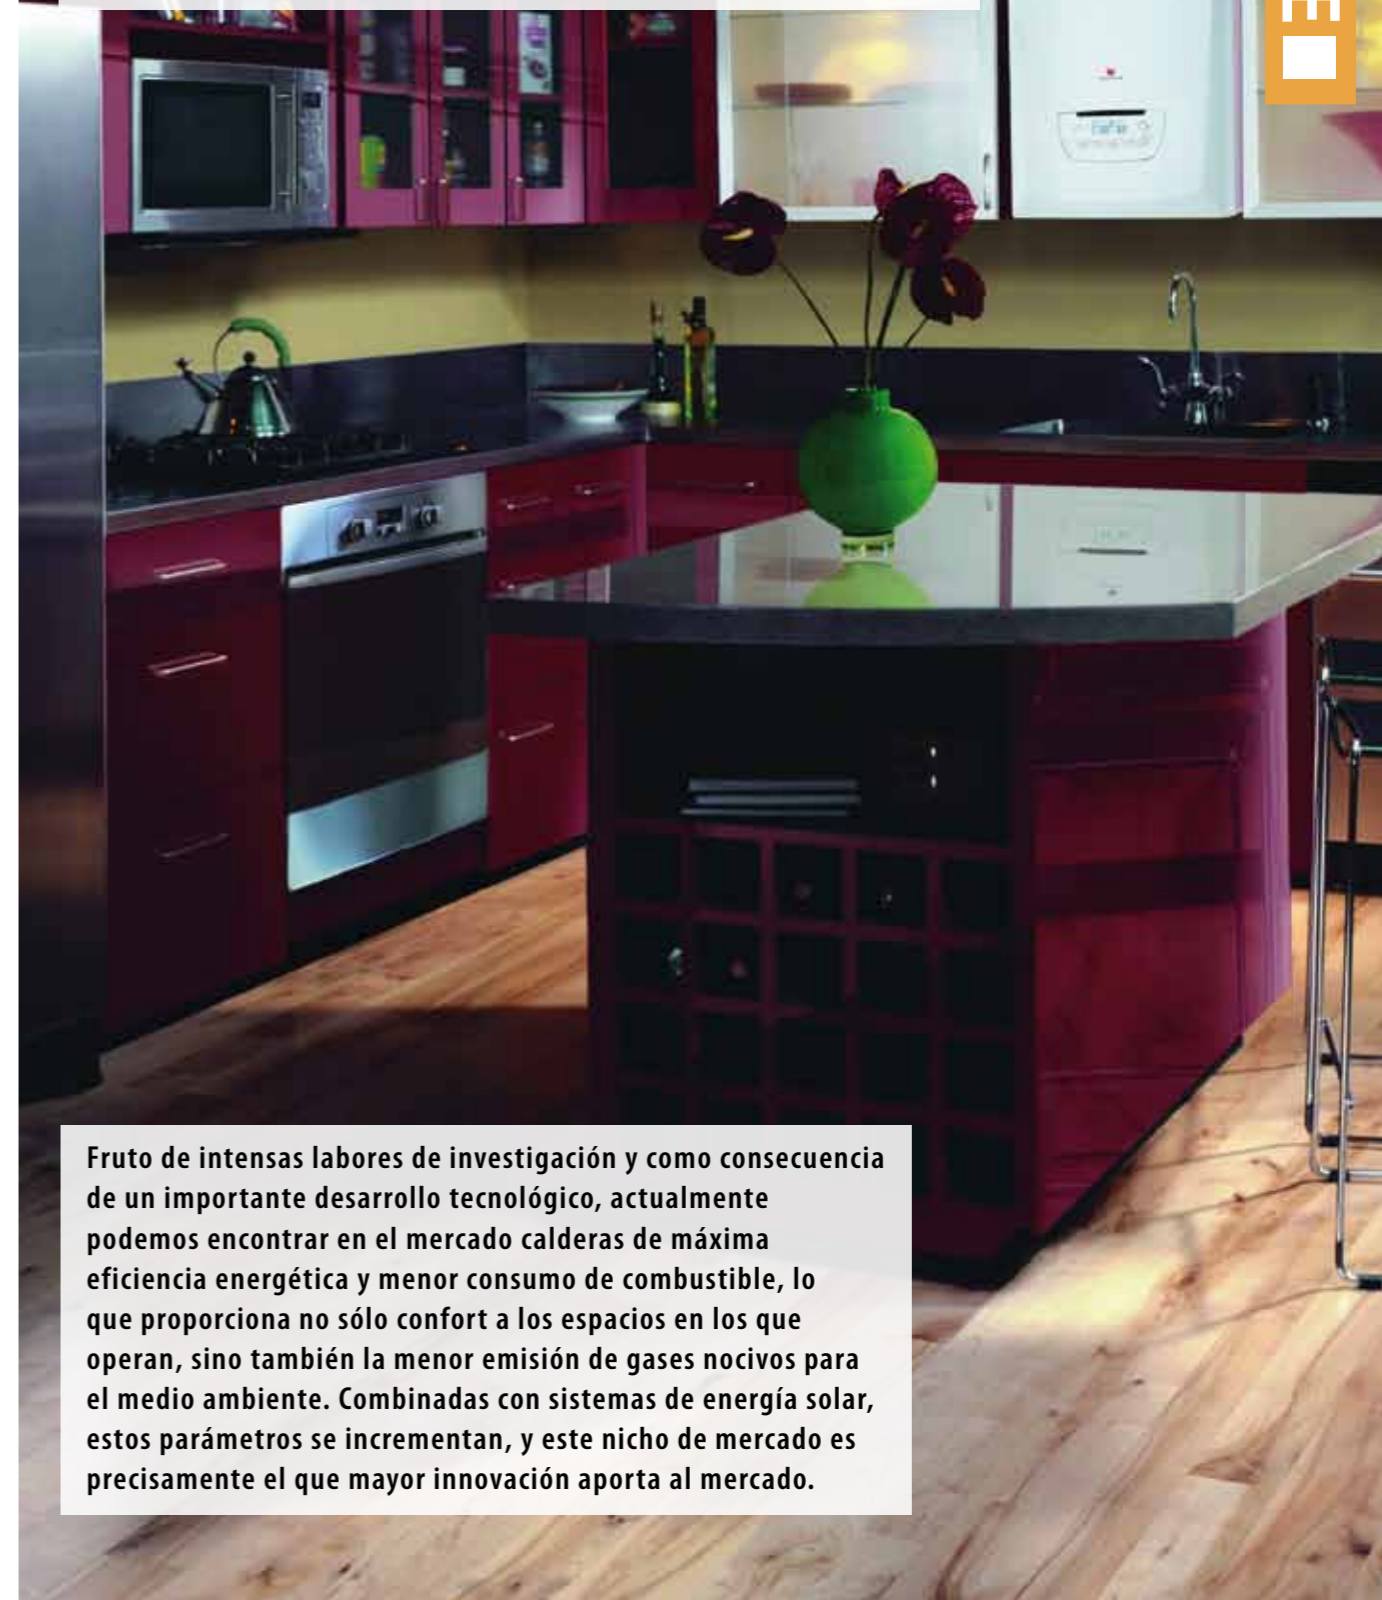 Fruto de intensas labores de investigación y como consecuencia
de un importante desarrollo tecnológico, actualmente
podemos encontrar en el mercado calderas de máxima
eficiencia energética y menor consumo de combustible, lo
que proporciona no sólo confort a los espacios en los que
operan, sino también la menor emisión de gases nocivos para
el medio ambiente. Combinadas con sistemas de energía solar,
estos parámetros se incrementan, y este nicho de mercado es
precisamente el que mayor innovación aporta al mercado.